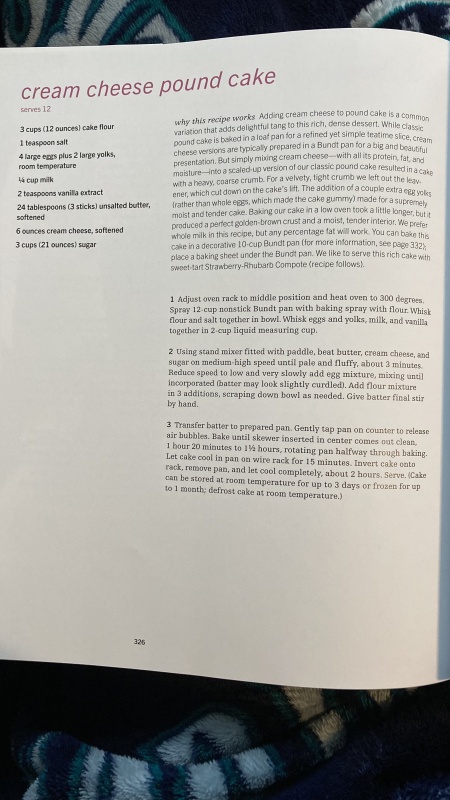 cream cheese pound cake
serves 12
3 cups (12 ounces) cake flour
1 teaspoon salt
4 large eggs plus 2 large yolks,
room temperature
¼ cup milk
2 teaspoons vanilla extract
24 tablespoons (3 sticks) unsalted butter,
softened
6 ounces cream cheese, softened
3 cups (21 ounces) sugar
why this recipe works Adding cream cheese to pound cake is a common
variation that adds delightful tang to this rich, dense dessert. While classic
pound cake is baked in a loaf pan for a refined yet simple teatime slice, cream
cheese versions are typically prepared in a Bundt pan for a big and beautiful
presentation. But simply mixing cream cheese—with all its protein, fat, and
moisture—into a scaled-up version of our classic pound cake resulted in a cake
with a heavy, coarse crumb. For a velvety, tight crumb we left out the leav-
ener, which cut down on the cake's lift. The addition of a couple extra egg yolks
(rather than whole eggs, which made the cake gummy) made for a supremely
moist and tender cake. Baking our cake in a low oven took a little longer, but it
produced a perfect golden-brown crust and a moist, tender interior. We prefer
whole milk in this recipe, but any percentage fat will work. You can bake this
cake in a decorative 10-cup Bundt pan (for more information, see page 332);
place a baking sheet under the Bundt pan. We like to serve this rich cake with
sweet-tart Strawberry-Rhubarb Compote (recipe follows).
1 Adjust oven rack to middle position and heat oven to 300 degrees.
Spray 12-cup nonstick Bundt pan with baking spray with flour. Whisk
flour and salt together in bowl. Whisk eggs and yolks, milk, and vanilla
together in 2-cup liquid measuring cup.
2 Using stand mixer fitted with paddle, beat butter, cream cheese, and
sugar on medium-high speed until pale and fluffy, about 3 minutes.
Reduce speed to low and very slowly add egg mixture, mixing until
incorporated (batter may look slightly curdled). Add flour mixture
in 3 additions, scraping down bowl as needed. Give batter final stir
by hand.
3 Transfer batter to prepared pan. Gently tap pan on counter to release
air bubbles. Bake until skewer inserted in center comes out clean,
1 hour 20 minutes to 1½ hours, rotating pan halfway through baking.
Let cake cool in pan on wire rack for 15 minutes. Invert cake onto
rack, remove pan, and let cool completely, about 2 hours. Serve. (Cake
can be stored at room temperature for up to 3 days or frozen for up
to 1 month; defrost cake at room temperature.)
326